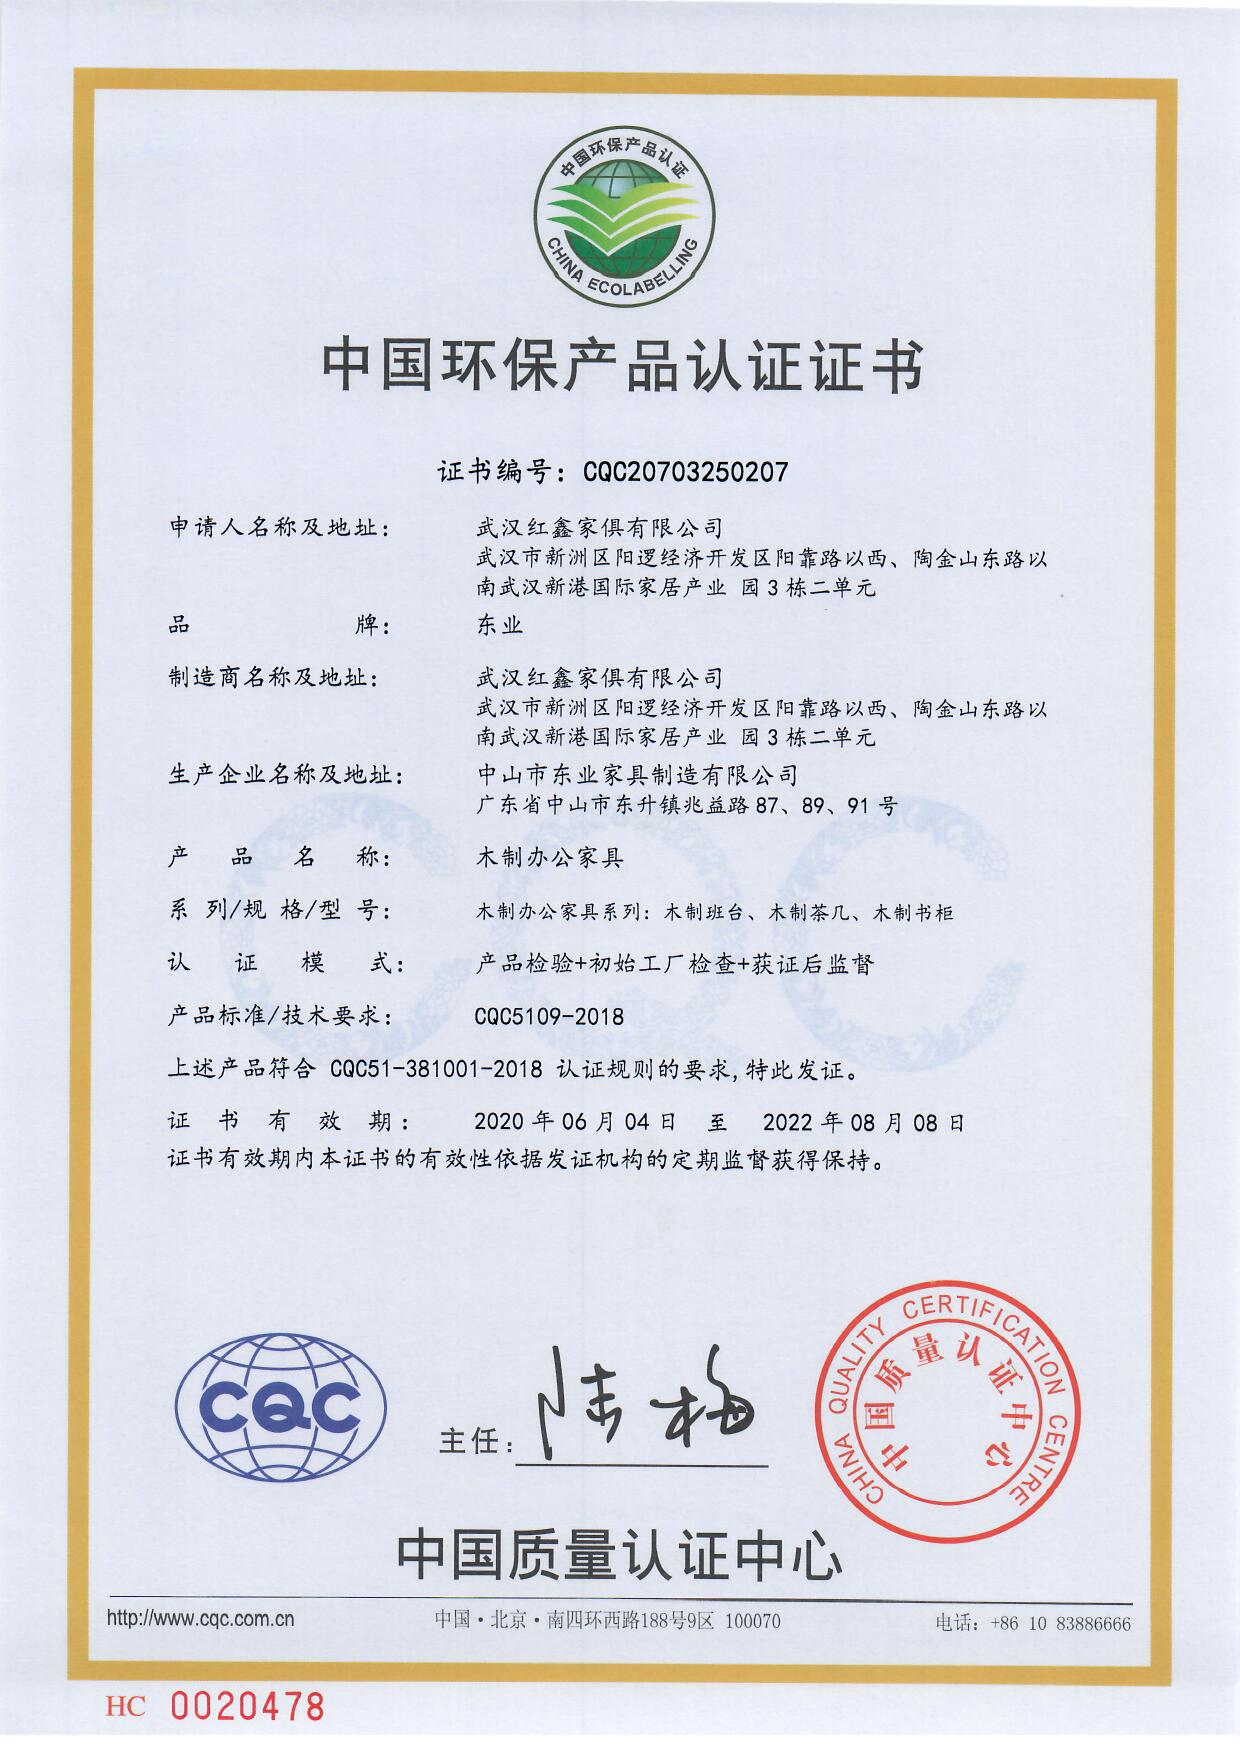 中国环保产品认证
CHINA ECOLABELLING
中国环保产品认证证书
证书编号：CQC20703250207
申请人名称及地址：
武汉红鑫家俱有限公司
武汉市新洲区阳逻经济开发区阳靠路以西、陶金山东路以
南武汉新港国际家居产业 园3栋二单元
品牌：
东业
制造商名称及地址：
武汉红鑫家俱有限公司
武汉市新洲区阳逻经济开发区阳靠路以西、陶金山东路以
南武汉新港国际家居产业 园3栋二单元
生产企业名称及地址：
中山市东业家具制造有限公司
广东省中山市东升镇兆益路87、89、91号
产品名称：
木制办公家具
系列/规格/型号：
木制办公家具系列：木制班台、木制茶几、木制书柜
认证模式：
产品检验+初始工厂检查+获证后监督
产品标准/技术要求：
CQC5109-2018
上述产品符合 CQC51-381001-2018 认证规则的要求,特此发证。
证书有效期：
2020年06月04日 至 2022年08月08日
证书有效期内本证书的有效性依据发证机构的定期监督获得保持。
CQC
CQC
主任：
陆梅
CHINA QUALITY CERTIFICATION CENTRE
中国质量认证中心
中国质量认证中心
http://www.cqc.com.cn
中国·北京·南四环西路188号9区 100070
电话：+86 10 83886666
HC 0020478